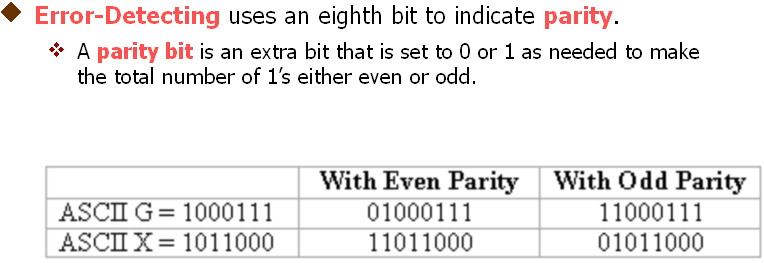 Error-Detecting uses an eighth bit to indicate parity.
A parity bit is an extra bit that is set to 0 or 1 as needed to make
the total number of 1’s either even or odd.
With Even Parity With Odd Parity
ASCII G = 1000111 01000111 11000111
ASCII X = 1011000 11011000 01011000